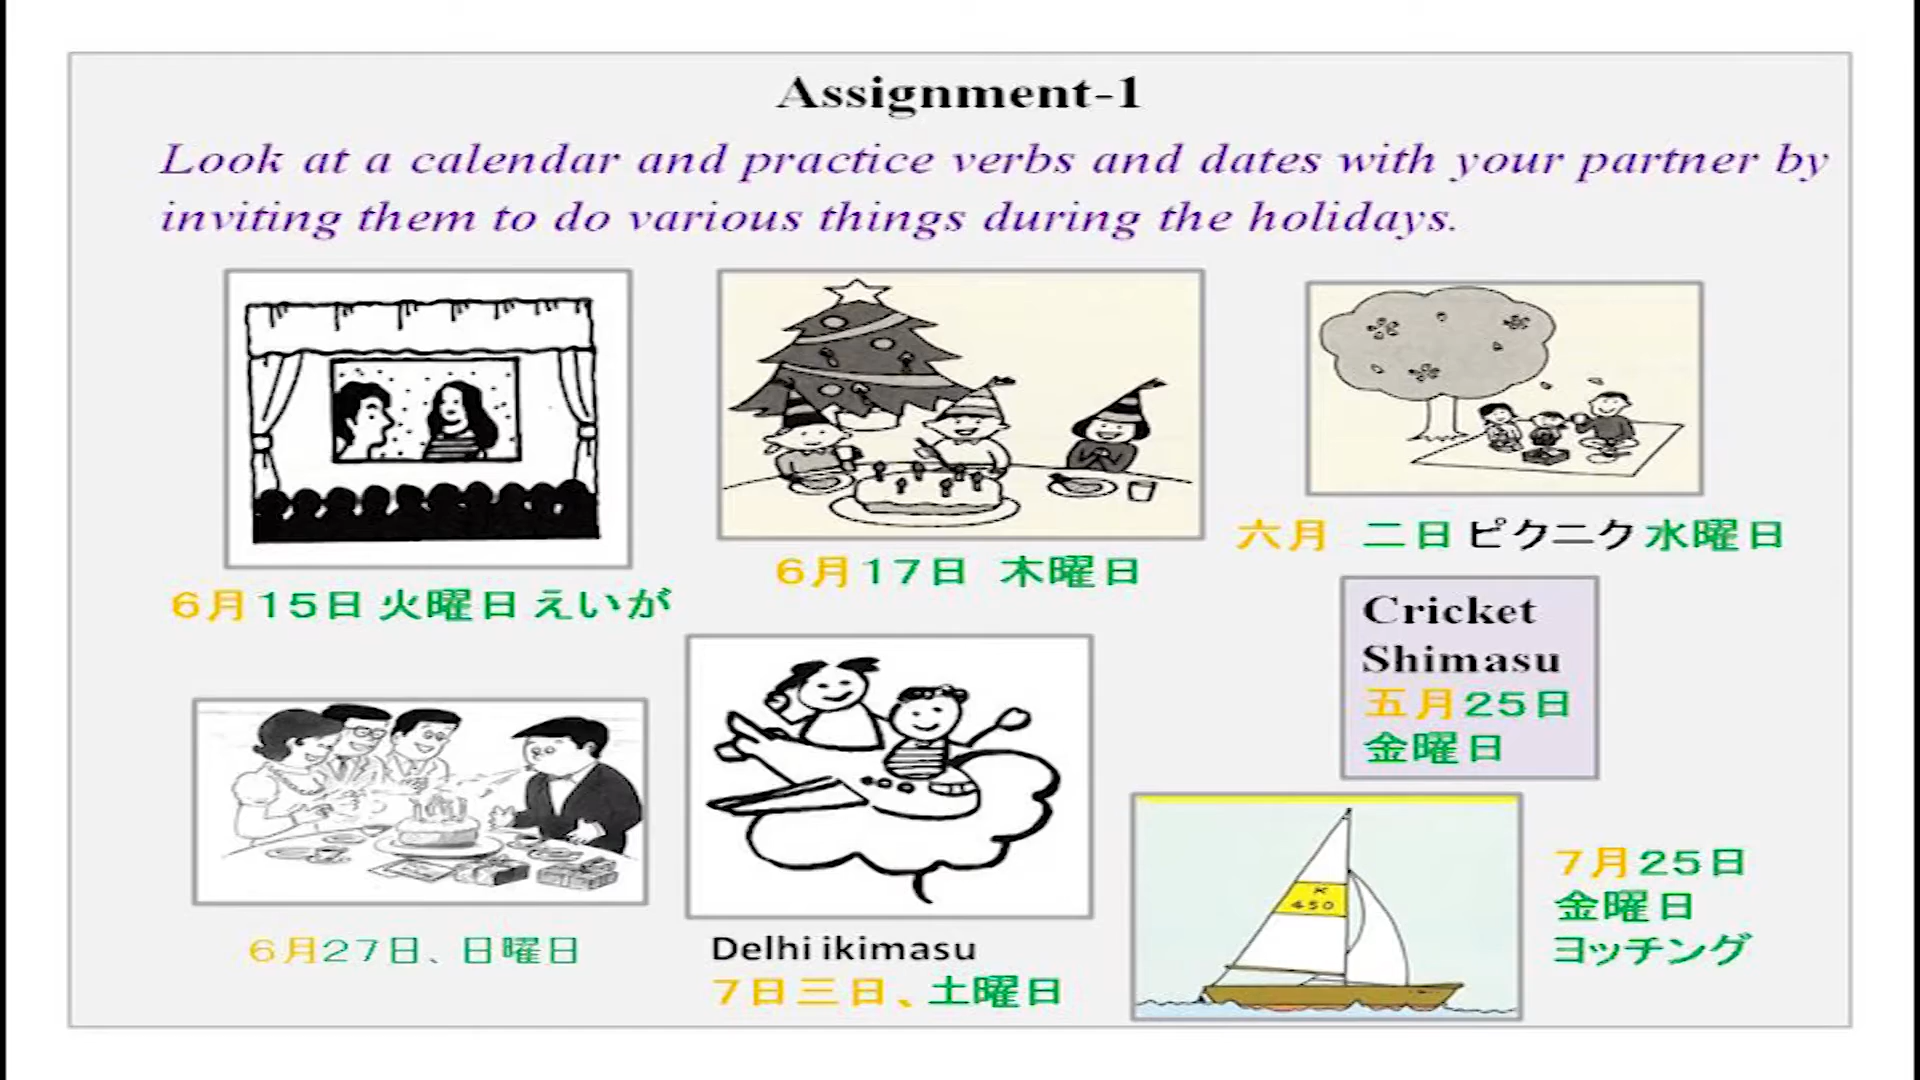 Assignment-1
Look at a calendar and practice verbs and dates with your partner by
inviting them to do various things during the holidays.
6月15日 火曜日 えいが
6月17日 木曜日
六月 二日 ピクニク 水曜日
Cricket
Shimasu
五月25日
金曜日
6月27日、日曜日
Delhi ikimasu
7日三日、土曜日
K
450
7月25日
金曜日
ヨッチング